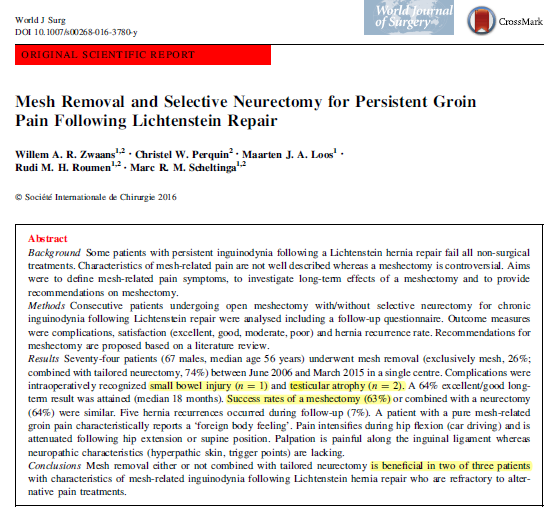 World J Surg
DOI 10.1007/s00268-016-3780-y
World Journal
of Surgery
CrossMark
ORIGINAL SCIENTIFIC REPORT
Mesh Removal and Selective Neurectomy for Persistent Groin
Pain Following Lichtenstein Repair
Willem A. R. Zwaans1,2 · Christel W. Perquin2 · Maarten J. A. Loos1 ·
Rudi M. H. Roumen1,2 · Marc R. M. Scheltinga1,2
© Société Internationale de Chirurgie 2016
Abstract
Background Some patients with persistent inguinodynia following a Lichtenstein hernia repair fail all non-surgical
treatments. Characteristics of mesh-related pain are not well described whereas a meshectomy is controversial. Aims
were to define mesh-related pain symptoms, to investigate long-term effects of a meshectomy and to provide
recommendations on meshectomy.
Methods Consecutive patients undergoing open meshectomy with/without selective neurectomy for chronic
inguinodynia following Lichtenstein repair were analysed including a follow-up questionnaire. Outcome measures
were complications, satisfaction (excellent, good, moderate, poor) and hernia recurrence rate. Recommendations for
meshectomy are proposed based on a literature review.
Results Seventy-four patients (67 males, median age 56 years) underwent mesh removal (exclusively mesh, 26%;
combined with tailored neurectomy, 74%) between June 2006 and March 2015 in a single centre. Complications were
intraoperatively recognized small bowel injury (n = 1) and testicular atrophy (n = 2). A 64% excellent/good long-
term result was attained (median 18 months). Success rates of a meshectomy (63%) or combined with a neurectomy
(64%) were similar. Five hernia recurrences occurred during follow-up (7%). A patient with a pure mesh-related
groin pain characteristically reports a 'foreign body feeling'. Pain intensifies during hip flexion (car driving) and is
attenuated following hip extension or supine position. Palpation is painful along the inguinal ligament whereas
neuropathic characteristics (hyperpathic skin, trigger points) are lacking.
Conclusions Mesh removal either or not combined with tailored neurectomy is beneficial in two of three patients
with characteristics of mesh-related inguinodynia following Lichtenstein hernia repair who are refractory to alter-
native pain treatments.